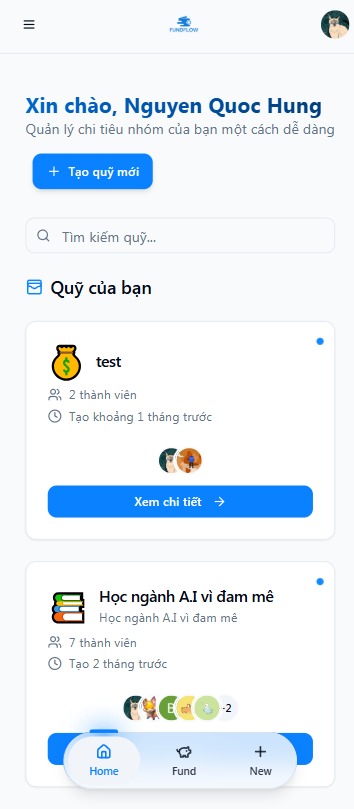 FUNDFLOW
Xin chào, Nguyen Quoc Hung
Quản lý chi tiêu nhóm của bạn một cách dễ dàng
+ Tạo quỹ mới
Tìm kiếm quỹ...
Quỹ của bạn
test
2 thành viên
Tạo khoảng 1 tháng trước
Xem chi tiết →
Học ngành A.I vì đam mê
Học ngành A.I vì đam mê
7 thành viên
Tạo 2 tháng trước
B
-2
Home
Fund
New